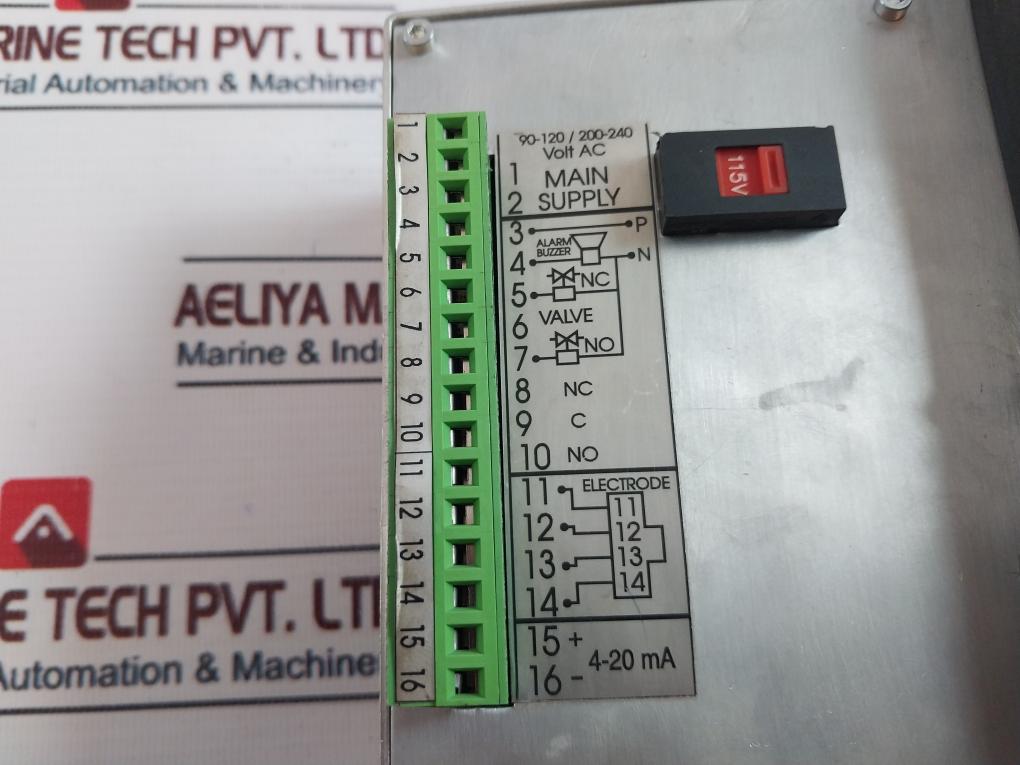 RINE TECH PVT. LTD
rial Automation & Machiner
AELIYA M
Marine & Indu
E TECH PVT. LT
Automation & Machine
1
2
3
4
5
6
7
8
9
10
11
12
13
14
15
16
90-120 / 200-240
Volt AC
1 MAIN
2 SUPPLY
3 P
ALARM
BUZZER
4 N
5 NC
6 VALVE
7 NO
8 NC
9 C
10 NO
ELECTRODE
11 11
12 12
13 13
14 14
15 +
4-20 mA
16 -
115V